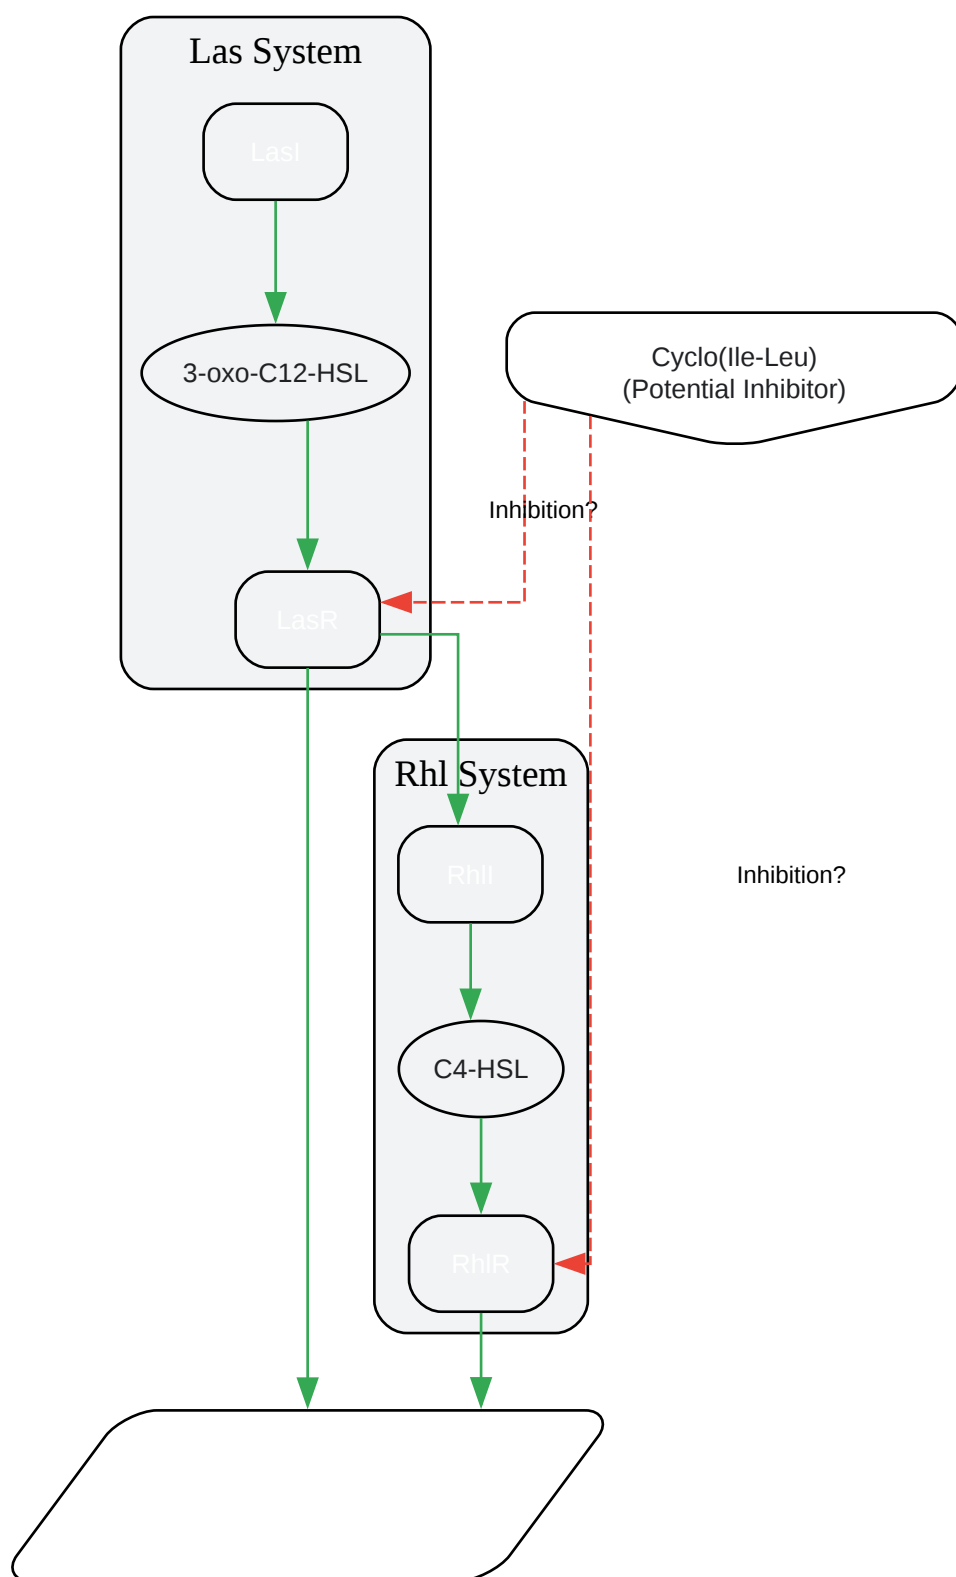 Las System
LasI
3-oxo-C12-HSL
Cyclo(Ile-Leu)
(Potential Inhibitor)
Inhibition?
LasR
Rhl System
RhlI
Inhibition?
C4-HSL
RhlR